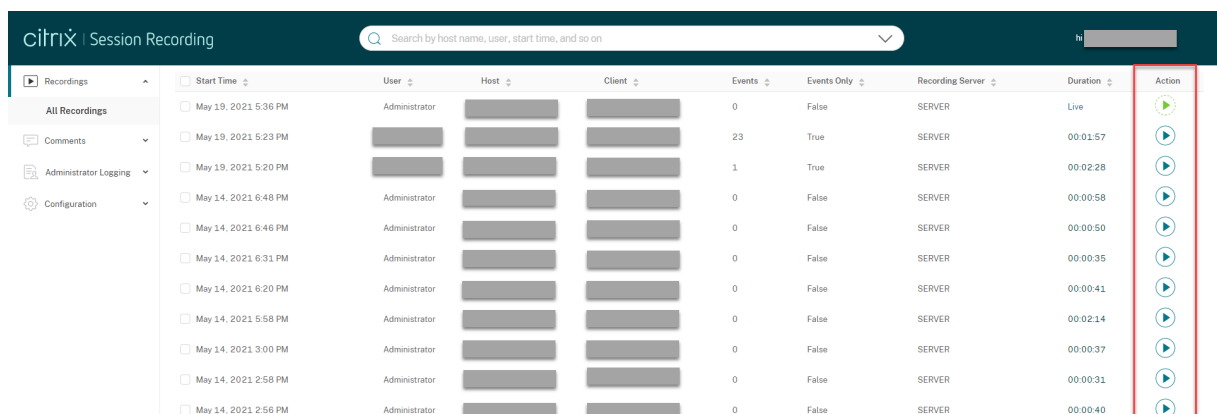 citrix | Session Recording
Search by host name, user, start time, and so on
hi
Recordings
All Recordings
Comments
Administrator Logging
Configuration
Start Time User Host Client Events Events Only Recording Server Duration Action
May 19, 2021 5:36 PM Administrator 0 False SERVER Live
May 19, 2021 5:23 PM 23 True SERVER 00:01:57
May 19, 2021 5:20 PM 1 True SERVER 00:02:28
May 14, 2021 6:48 PM Administrator 0 False SERVER 00:00:58
May 14, 2021 6:46 PM Administrator 0 False SERVER 00:00:50
May 14, 2021 6:31 PM Administrator 0 False SERVER 00:00:35
May 14, 2021 6:20 PM Administrator 0 False SERVER 00:00:41
May 14, 2021 5:58 PM Administrator 0 False SERVER 00:02:14
May 14, 2021 3:00 PM Administrator 0 False SERVER 00:00:37
May 14, 2021 2:58 PM Administrator 0 False SERVER 00:00:31
May 14, 2021 2:56 PM Administrator 0 False SERVER 00:00:40